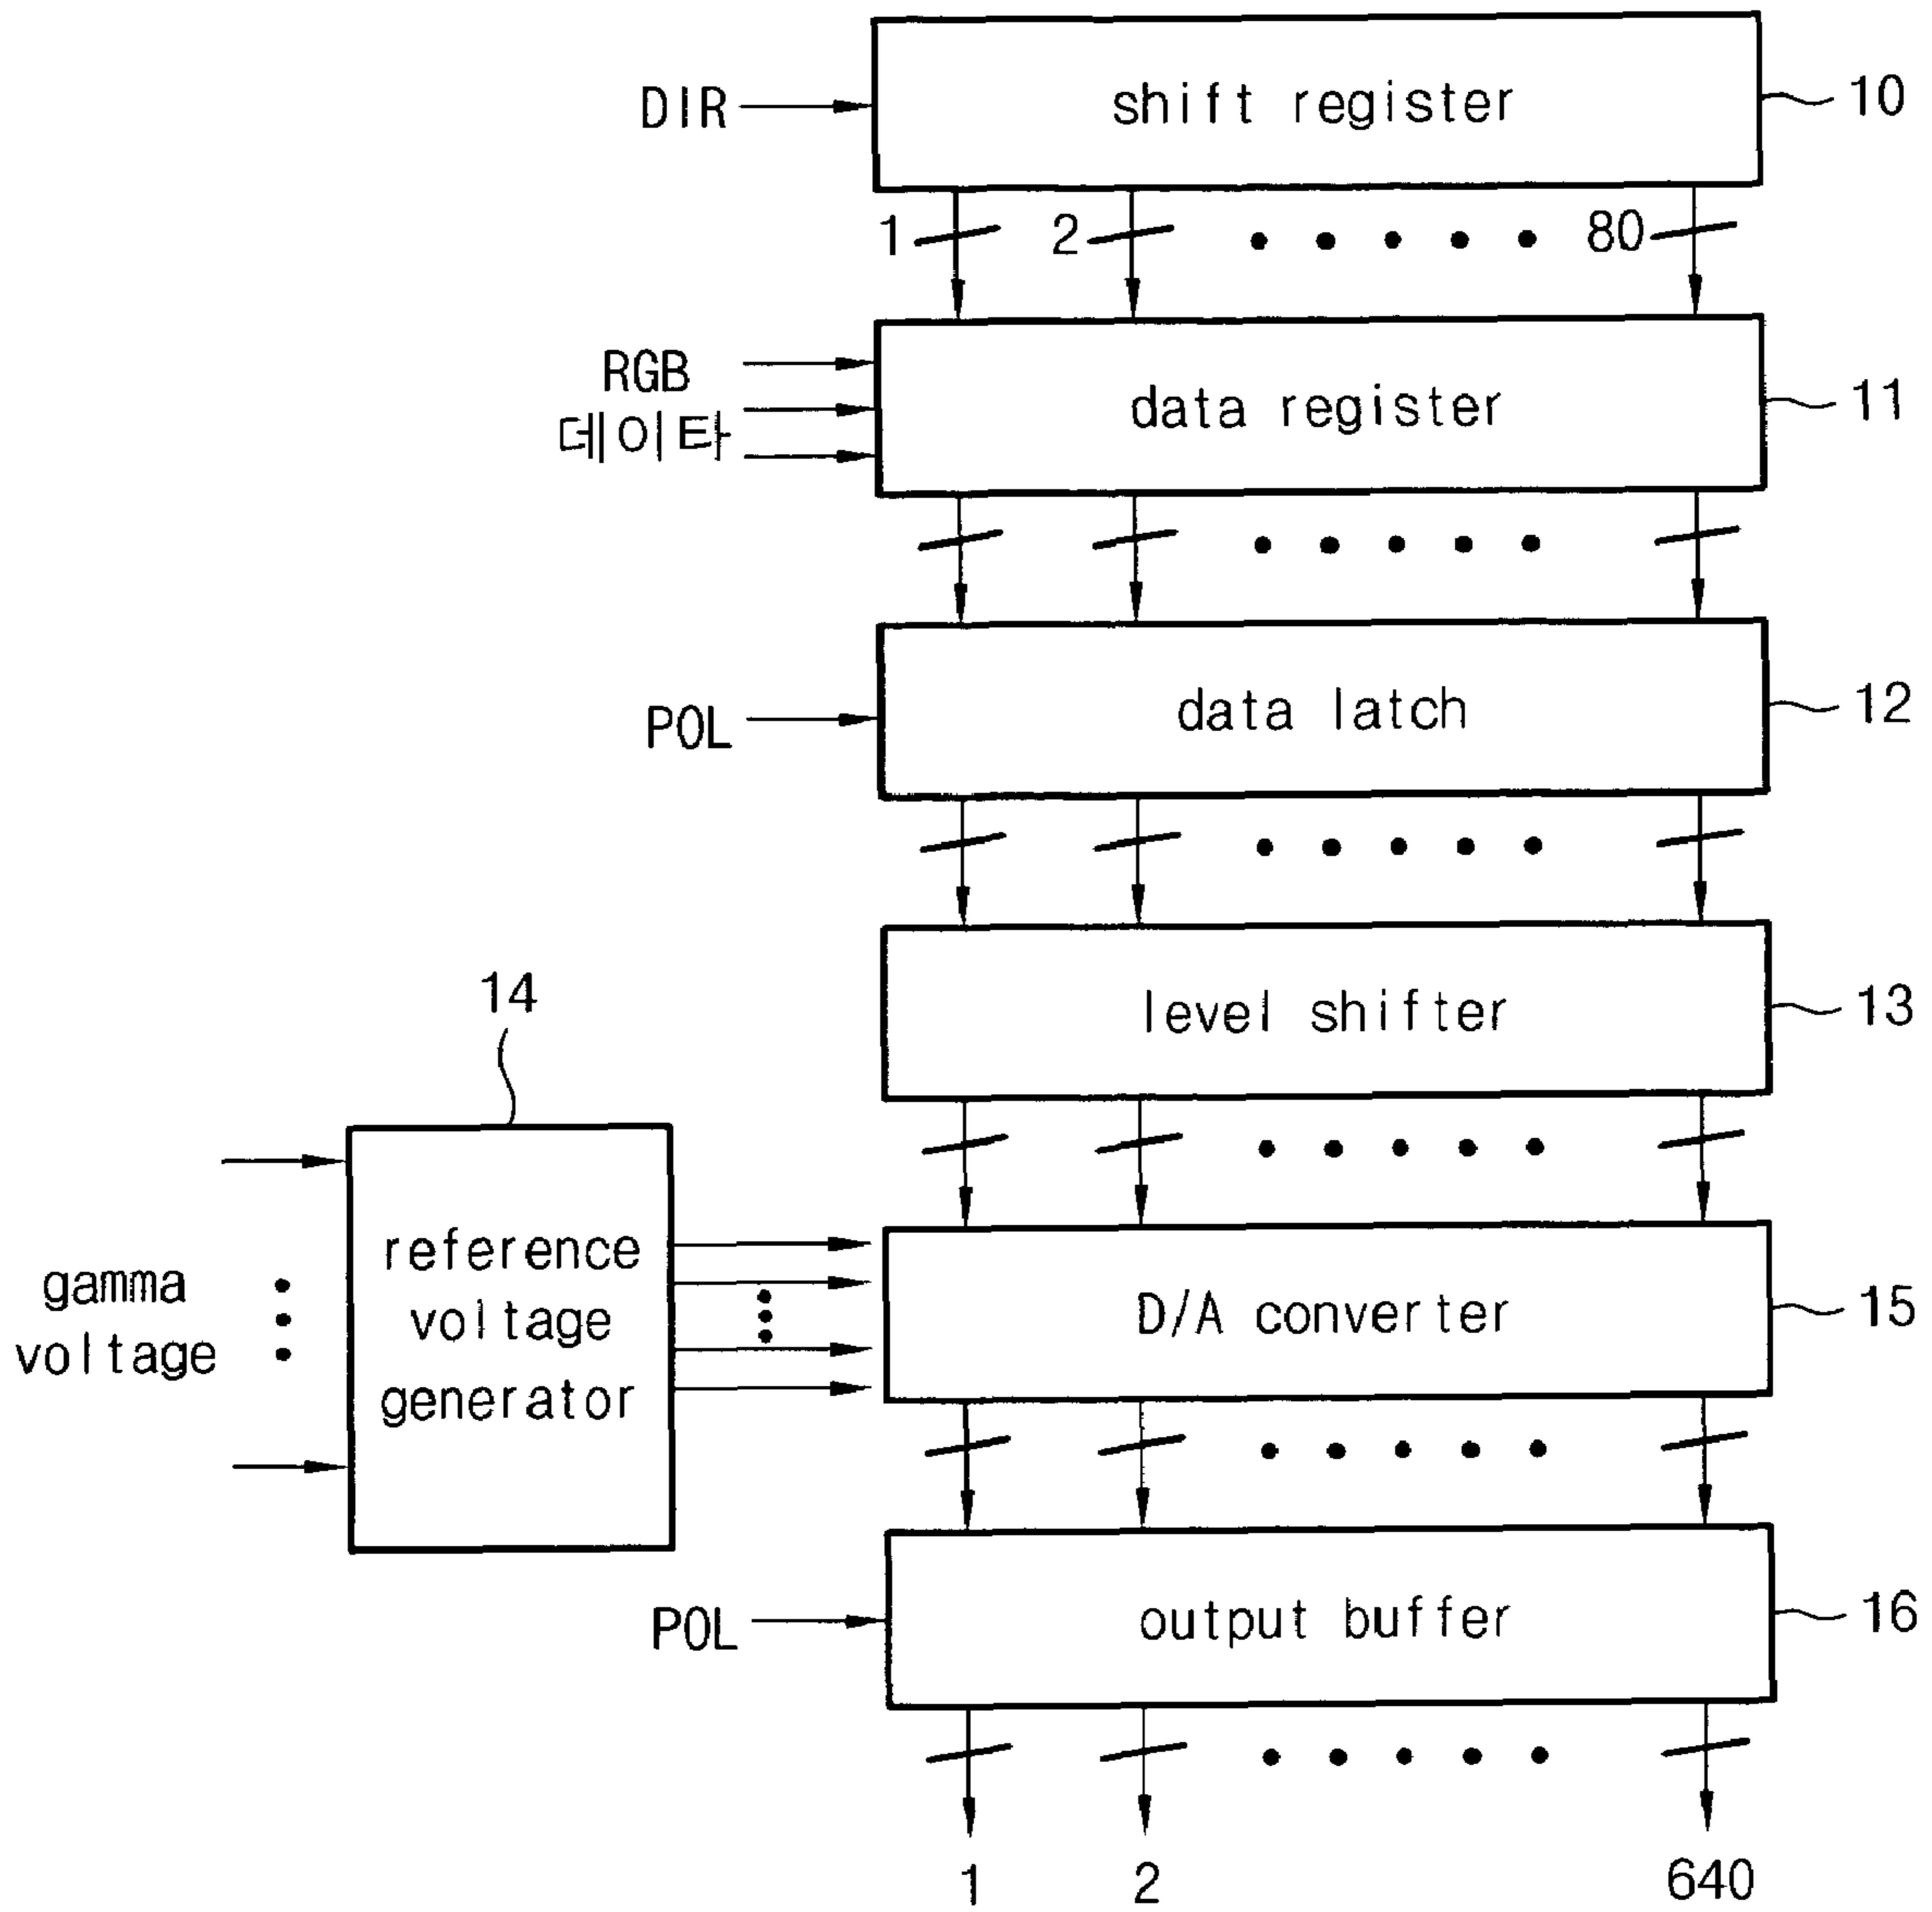 DIR
shift register
10
1
2
80
RGB
데이타
data register
11
POL
data latch
12
level shifter
13
14
gamma
voltage
reference
voltage
generator
D/A converter
15
POL
output buffer
16
1
2
640